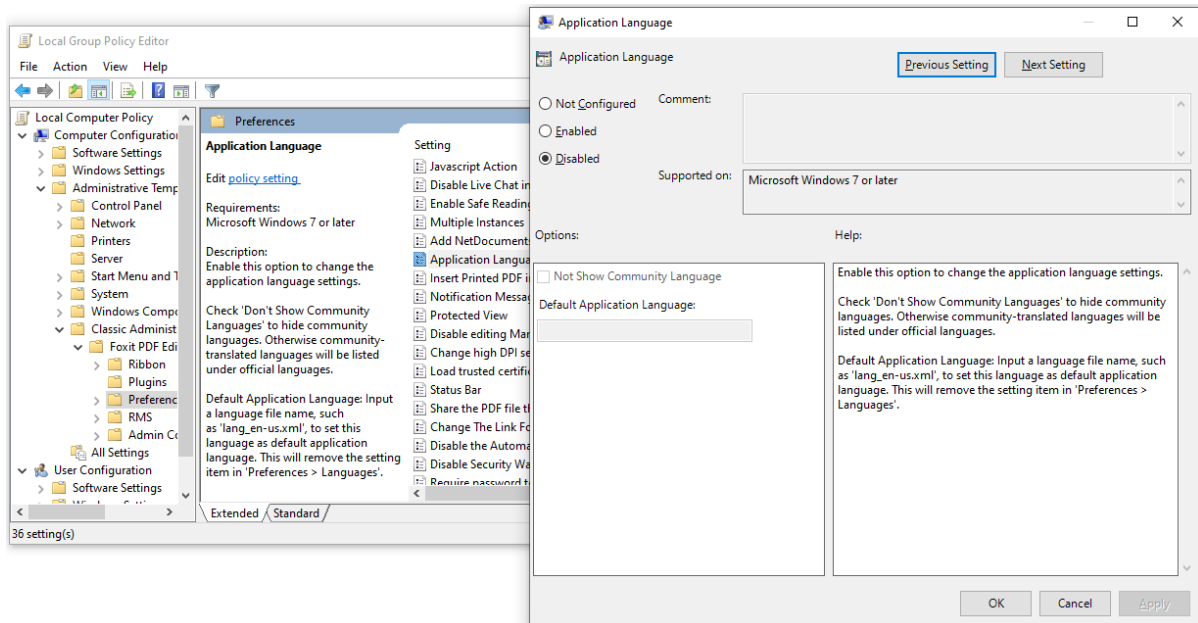 Local Group Policy Editor
File Action View Help
Local Computer Policy
Computer Configuration
Software Settings
Windows Settings
Administrative Temp
Control Panel
Network
Printers
Server
Start Menu and T
System
Windows Compo
Classic Administ
Foxit PDF Edi
Ribbon
Plugins
Preferenc
RMS
Admin Co
All Settings
User Configuration
Software Settings
Preferences
Application Language
Edit policy setting
Requirements:
Microsoft Windows 7 or later
Description:
Enable this option to change the
application language settings.
Check 'Don't Show Community
Languages' to hide community
languages. Otherwise community-
translated languages will be listed
under official languages.
Default Application Language: Input
a language file name, such
as 'lang_en-us.xml', to set this
language as default application
language. This will remove the setting
item in 'Preferences > Languages'.
Setting
Javascript Action
Disable Live Chat in
Enable Safe Reading
Multiple Instances
Add NetDocuments
Application Langua
Insert Printed PDF i
Notification Messag
Protected View
Disable editing Mar
Change high DPI se
Load trusted certifi
Status Bar
Share the PDF file t
Change The Link Fo
Disable the Automa
Disable Security Wa
Require password t
Extended Standard
36 setting(s)
Application Language
Application Language
Previous Setting Next Setting
Not Configured
Enabled
Disabled
Comment:
Supported on: Microsoft Windows 7 or later
Options: Help:
Not Show Community Language
Default Application Language:
Enable this option to change the application language settings.
Check 'Don't Show Community Languages' to hide community
languages. Otherwise community-translated languages will be
listed under official languages.
Default Application Language: Input a language file name, such
as 'lang_en-us.xml', to set this language as default application
language. This will remove the setting item in 'Preferences >
Languages'.
OK Cancel Apply